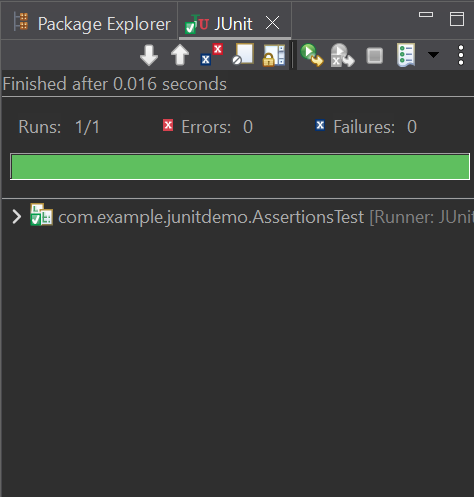 Package Explorer JUnit
Finished after 0.016 seconds
Runs: 1/1 Errors: 0 Failures: 0
com.example.junitdemo.AssertionsTest [Runner: JUnit